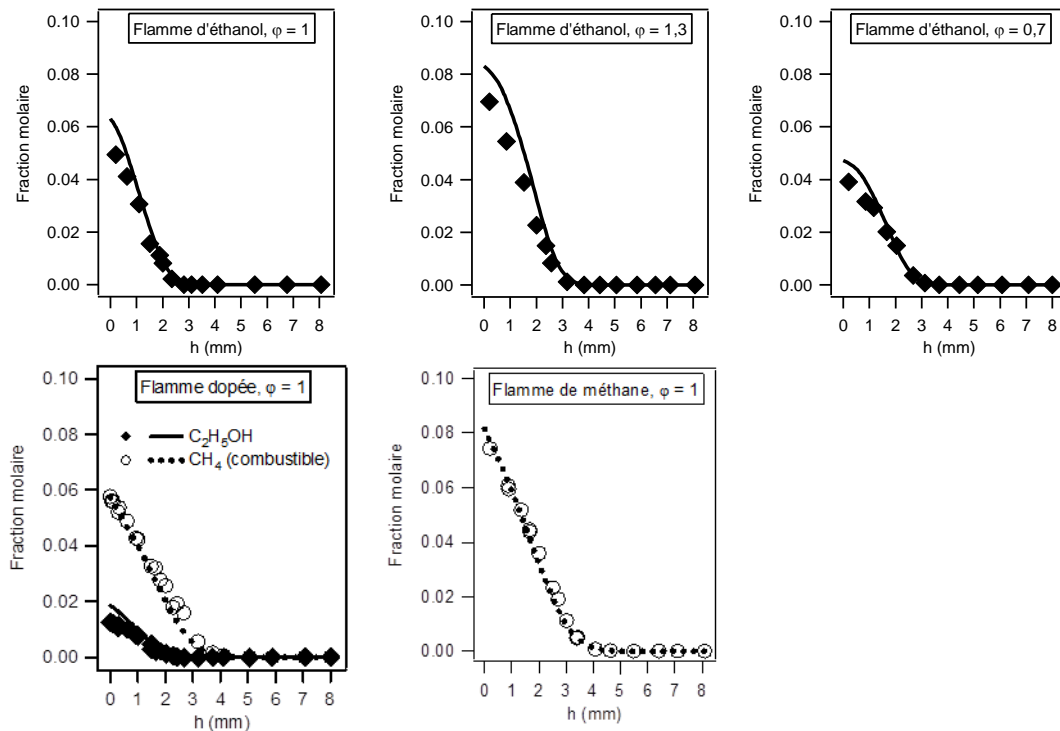 Flamme d'éthanol, φ = 1
Fraction molaire
0.10
0.08
0.06
0.04
0.02
0.00
0 1 2 3 4 5 6 7 8
h (mm)
Flamme d'éthanol, φ = 1,3
Fraction molaire
0.10
0.08
0.06
0.04
0.02
0.00
0 1 2 3 4 5 6 7 8
h (mm)
Flamme d'éthanol, φ = 0,7
Fraction molaire
0.10
0.08
0.06
0.04
0.02
0.00
0 1 2 3 4 5 6 7 8
h (mm)
Flamme dopée, φ = 1
C₂H₅OH
CH₄ (combustible)
Fraction molaire
0.10
0.08
0.06
0.04
0.02
0.00
0 1 2 3 4 5 6 7 8
h (mm)
Flamme de méthane, φ = 1
Fraction molaire
0.10
0.08
0.06
0.04
0.02
0.00
0 1 2 3 4 5 6 7 8
h (mm)